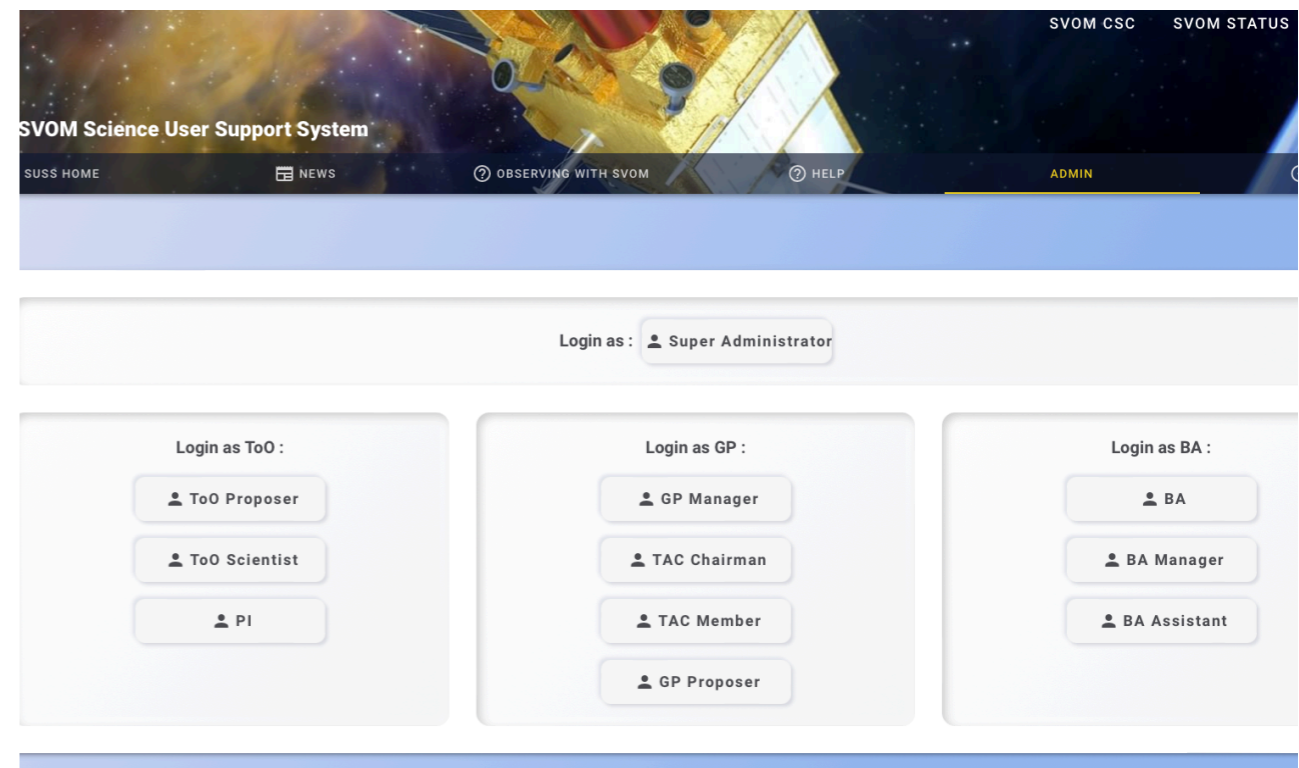 SVOM CSC SVOM STATUS
SVOM Science User Support System
SUSS HOME NEWS OBSERVING WITH SVOM HELP ADMIN
Login as : Super Administrator
Login as ToO : Login as GP : Login as BA :
ToO Proposer GP Manager BA
ToO Scientist TAC Chairman BA Manager
PI TAC Member BA Assistant
GP Proposer